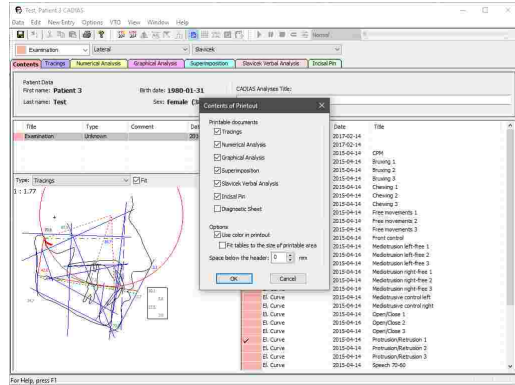 Test, Patient 3 CADIAS
Data Edit New Entry Options VTO View Window Help
Normal
Examination Lateral Slavicek
Contents Tracings Numerical Analysis Graphical Analysis Superimposition Slavicek Verbal Analysis Incisal Pin
Patient Data
First name: Patient 3 Birth date: 1980-01-31 CADIAS Analyses Title:
Last name: Test Sex: Female
Title Type Comment
Examination Unknown
Type: Tracings Fit
1 : 1.77
Contents of Printout
Printable documents
Tracings
Numerical Analysis
Graphical Analysis
Superimposition
Slavicek Verbal Analysis
Incisal Pin
Diagnostic Sheet
Options
Use color in printout
Fit tables to the size of printable area
Space below the header: 0 mm
OK Cancel
Date Title
2017-02-14
2017-02-14
2015-04-14 CPM
2015-04-14 Bruxing 1
2015-04-14 Bruxing 2
2015-04-14 Bruxing 3
2015-04-14 Chewing 1
2015-04-14 Chewing 2
2015-04-14 Chewing 3
2015-04-14 Free movements 1
2015-04-14 Free movements 2
2015-04-14 Free movements 3
2015-04-14 Front control
2015-04-14 Mediotrusion left-free 1
2015-04-14 Mediotrusion left-free 2
2015-04-14 Mediotrusion left-free 3
2015-04-14 Mediotrusion right-free 1
2015-04-14 Mediotrusion right-free 2
2015-04-14 Mediotrusion right-free 3
El. Curve 2015-04-14 Mediotrusive control left
El. Curve 2015-04-14 Mediotrusive control right
El. Curve 2015-04-14 Open/Close 1
El. Curve 2015-04-14 Open/Close 2
El. Curve 2015-04-14 Open/Close 3
El. Curve 2015-04-14 Protrusion/Retrusion 1
El. Curve 2015-04-14 Protrusion/Retrusion 2
El. Curve 2015-04-14 Protrusion/Retrusion 3
El. Curve 2015-04-14 Speech 70-60
For Help, press F1